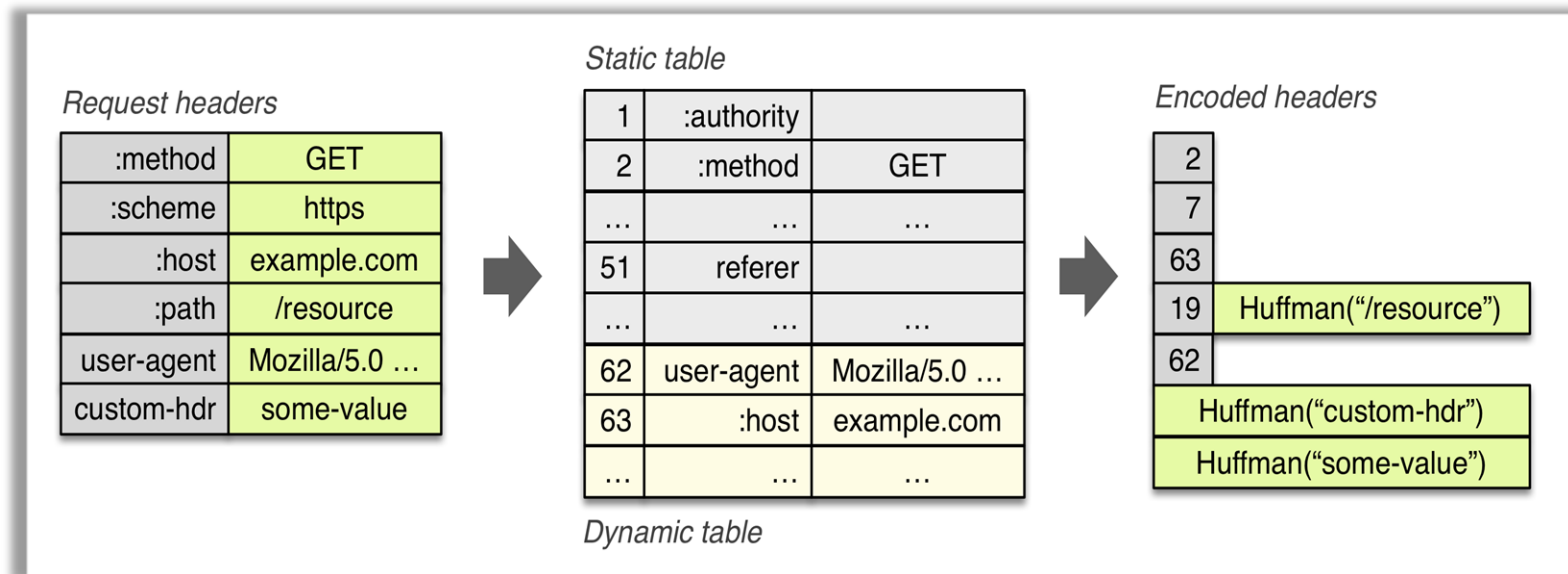 Request headers
:method GET
:scheme https
:host example.com
:path /resource
user-agent Mozilla/5.0 …
custom-hdr some-value
Static table
1 :authority
2 :method GET
… … …
51 referer
… … …
62 user-agent Mozilla/5.0 …
63 :host example.com
… … …
Dynamic table
Encoded headers
2
7
63
19 Huffman(“/resource”)
62
Huffman(“custom-hdr”)
Huffman(“some-value”)